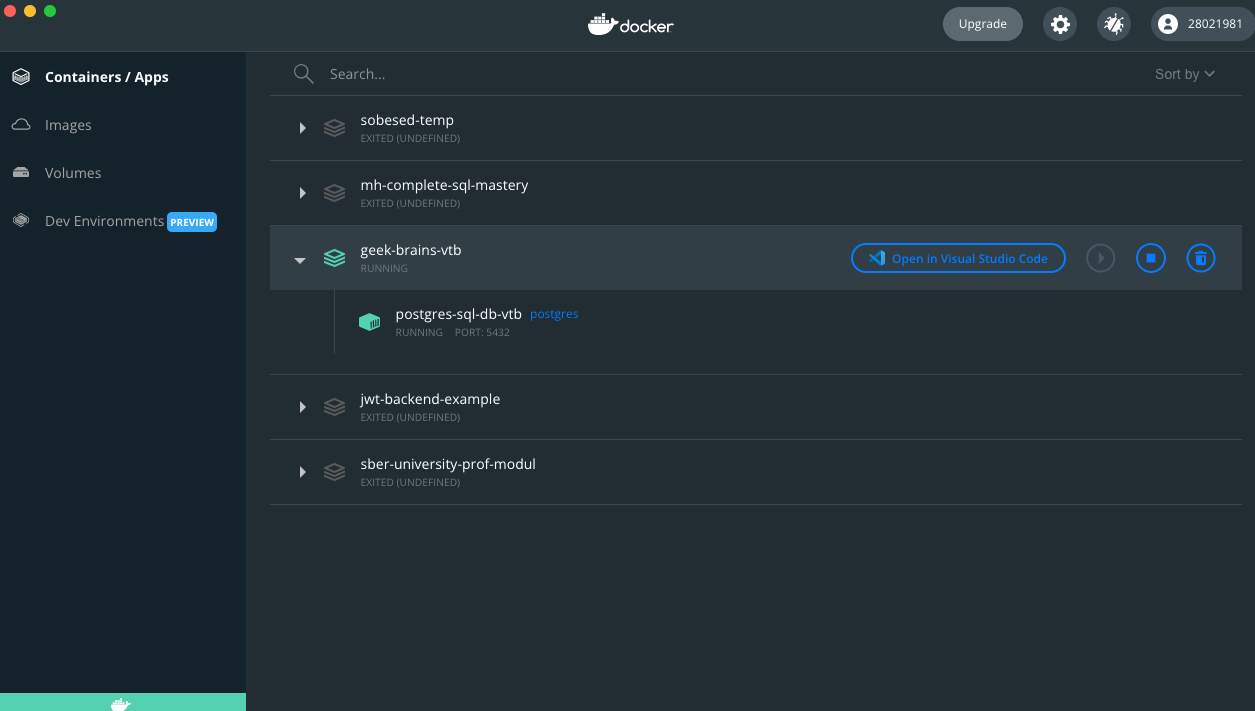 docker
Upgrade
28021981
Containers / Apps
Images
Volumes
Dev Environments PREVIEW
Search...
Sort by
sobesed-temp
EXITED (UNDEFINED)
mh-complete-sql-mastery
EXITED (UNDEFINED)
geek-brains-vtb
RUNNING
Open in Visual Studio Code
postgres-sql-db-vtb postgres
RUNNING PORT: 5432
jwt-backend-example
EXITED (UNDEFINED)
sber-university-prof-modul
EXITED (UNDEFINED)